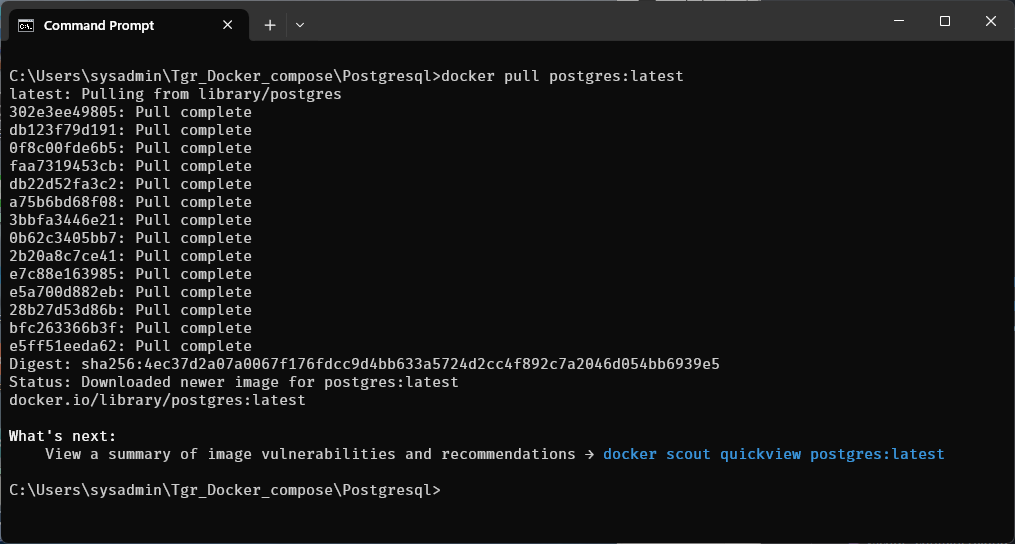 Command Prompt
C:\Users\sysadmin\Tgr_Docker_compose\Postgresql>docker pull postgres:latest
latest: Pulling from library/postgres
302e3ee49805: Pull complete
db123f79d191: Pull complete
0f8c00fde6b5: Pull complete
faa7319453cb: Pull complete
db22d52fa3c2: Pull complete
a75b6bd68f08: Pull complete
3bbfa3446e21: Pull complete
0b62c3405bb7: Pull complete
2b20a8c7ce41: Pull complete
e7c88e163985: Pull complete
e5a700d882eb: Pull complete
28b27d53d86b: Pull complete
bfc263366b3f: Pull complete
e5ff51eeda62: Pull complete
Digest: sha256:4ec37d2a07a0067f176fdcc9d4bb633a5724d2cc4f892c7a2046d054bb6939e5
Status: Downloaded newer image for postgres:latest
docker.io/library/postgres:latest
What's next:
View a summary of image vulnerabilities and recommendations → docker scout quickview postgres:latest
C:\Users\sysadmin\Tgr_Docker_compose\Postgresql>